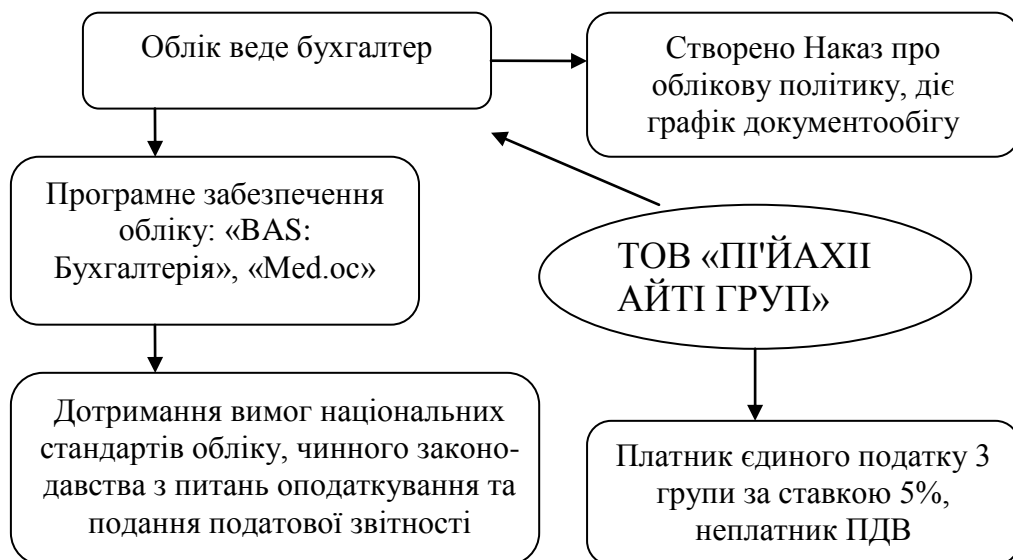 Облік веде бухгалтер
Створено Наказ про
облікову політику, діє
графік документообігу
Програмне забезпечення
обліку: «BAS:
Бухгалтерія», «Med.oc»
ТОВ «ПІ'ЙАХІІ
АЙТІ ГРУП»
Дотримання вимог національних
стандартів обліку, чинного законо-
давства з питань оподаткування та
подання податової звітності
Платник єдиного податку 3
групи за ставкою 5%,
неплатник ПДВ